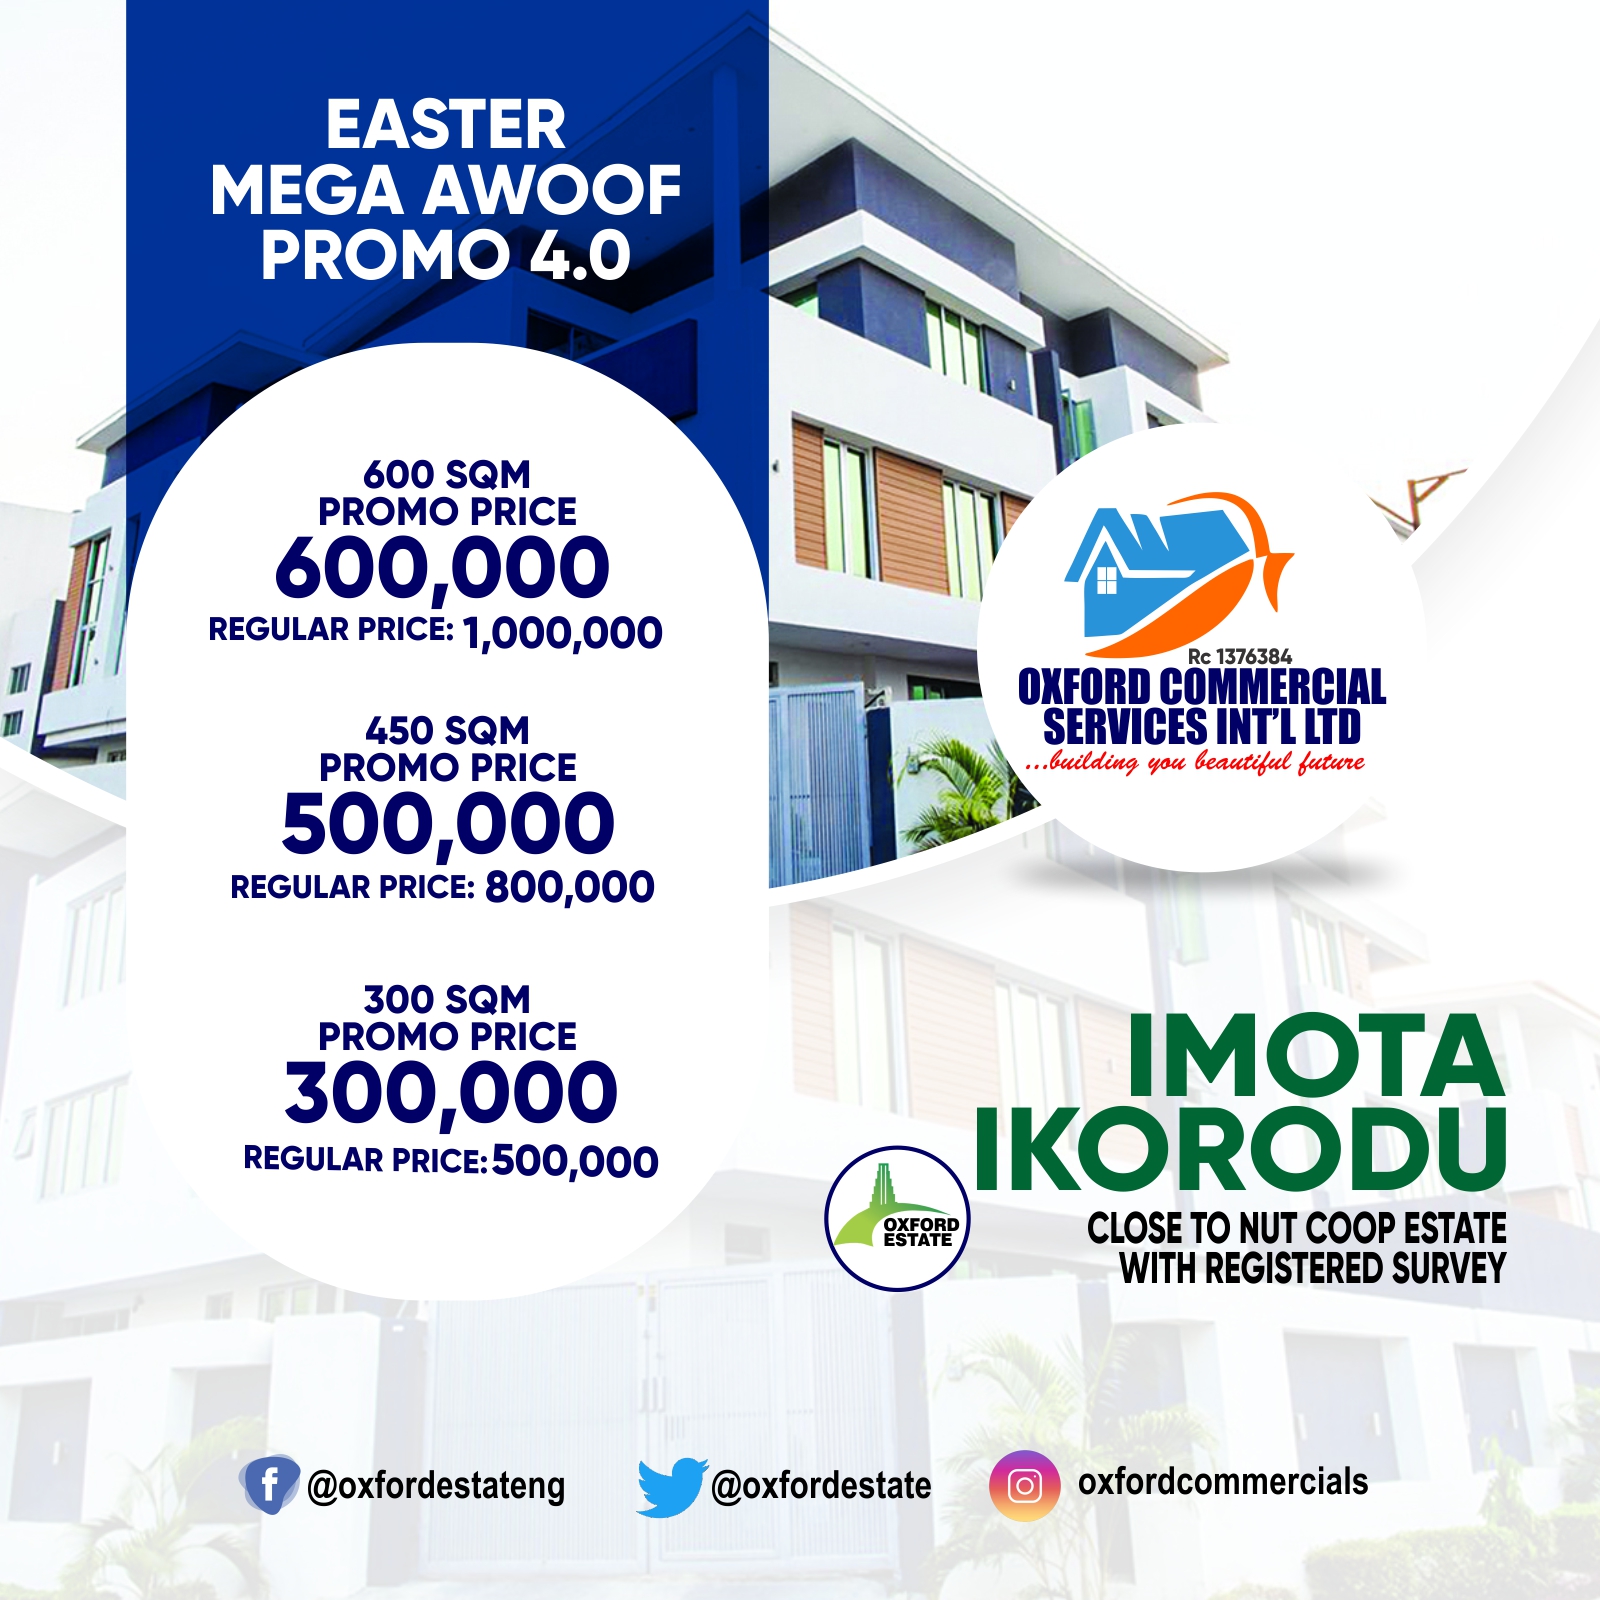 EASTER
MEGA AWOOF
PROMO 4.0
600 SQM
PROMO PRICE
600,000
REGULAR PRICE: 1,000,000
450 SQM
PROMO PRICE
500,000
REGULAR PRICE: 800,000
300 SQM
PROMO PRICE
300,000
REGULAR PRICE: 500,000
Rc 1376384
OXFORD COMMERCIAL
SERVICES INT'L LTD
...building you beautiful future
IMOTA
IKORODU
CLOSE TO NUT COOP ESTATE
WITH REGISTERED SURVEY
OXFORD
ESTATE
f @oxfordestateng
@oxfordestate
oxfordcommercials